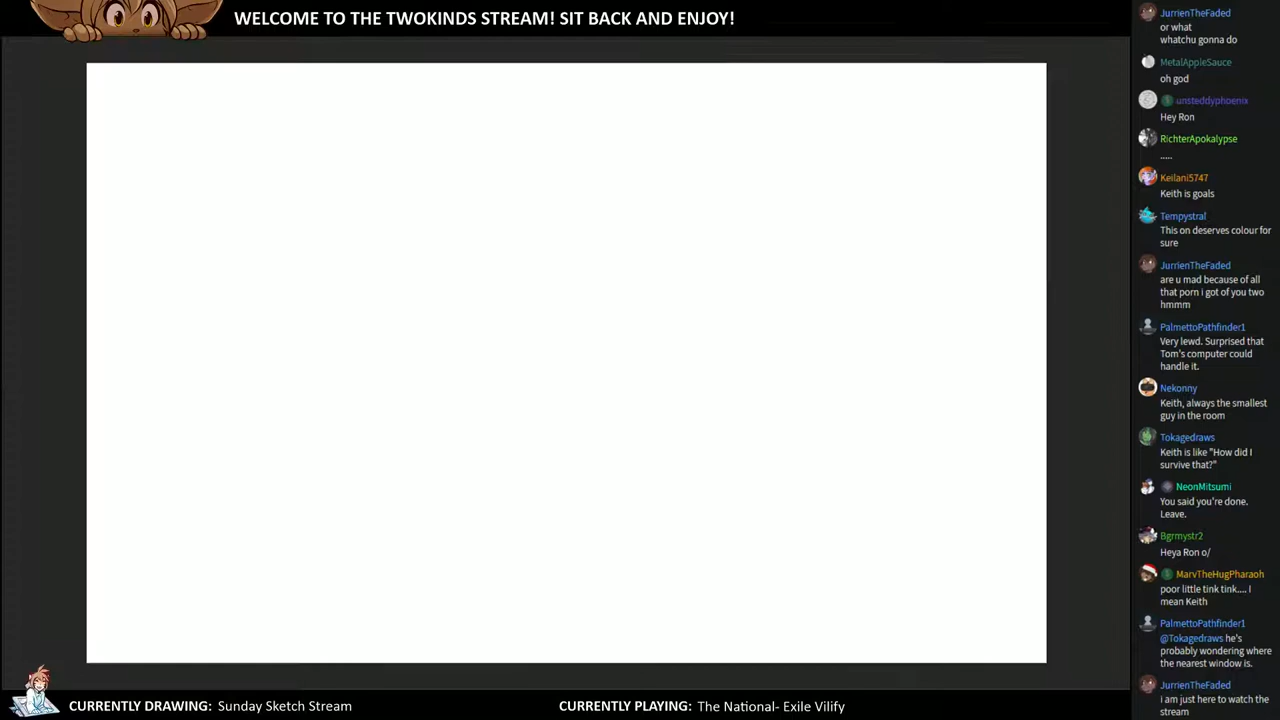 WELCOME TO THE TWOKINDS STREAM! SIT BACK AND ENJOY!
JurrienTheFaded
or what
whatchu gonna do
MetalAppleSauce
oh god
unsteddyphoenix
Hey Ron
RichterApokalypse
.....
Keilani5747
Keith is goals
Tempystral
This on deserves colour for
sure
JurrienTheFaded
are u mad because of all
that porn i got of you two
hmmm
PalmettoPathfinder1
Very lewd. Surprised that
Tom's computer could
handle it.
Nekonny
Keith, always the smallest
guy in the room
Tokagedraws
Keith is like "How did I
survive that?"
NeonMitsumi
You said you're done.
Leave.
Bgrmystr2
Heya Ron o/
MarvTheHugPharaoh
poor little tink tink.... I
mean Keith
PalmettoPathfinder1
@Tokagedraws he's
probably wondering where
the nearest window is.
JurrienTheFaded
i am just here to watch the
stream
CURRENTLY DRAWING: Sunday Sketch Stream
CURRENTLY PLAYING: The National- Exile Vilify